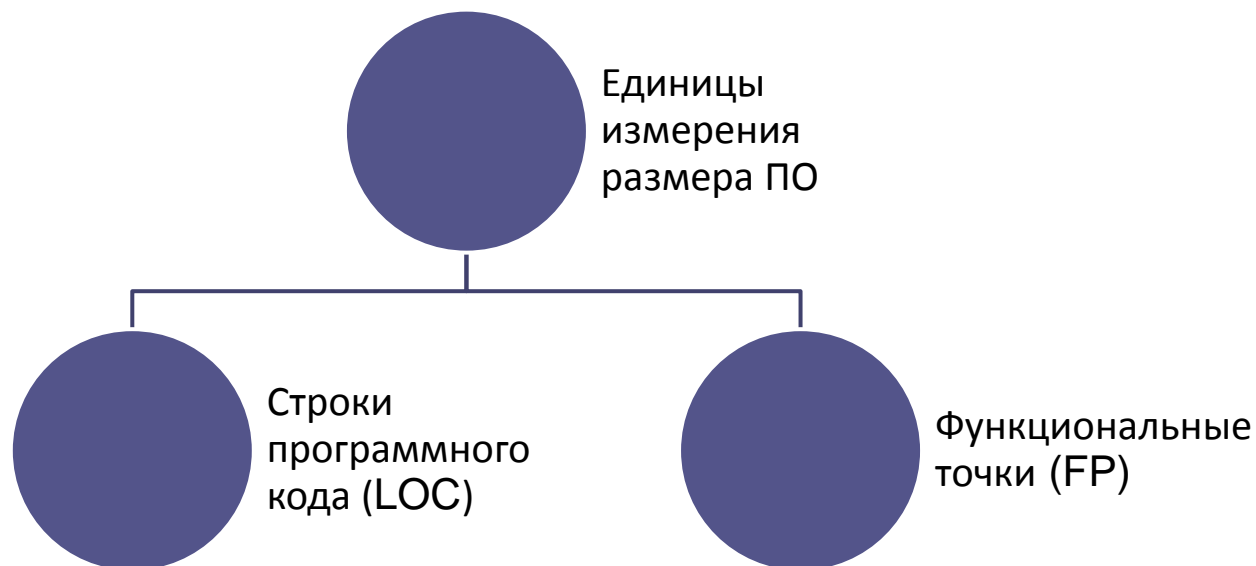 Единицы
измерения
размера ПО
Строки
программного
кода (LOC)
Функциональные
точки (FP)